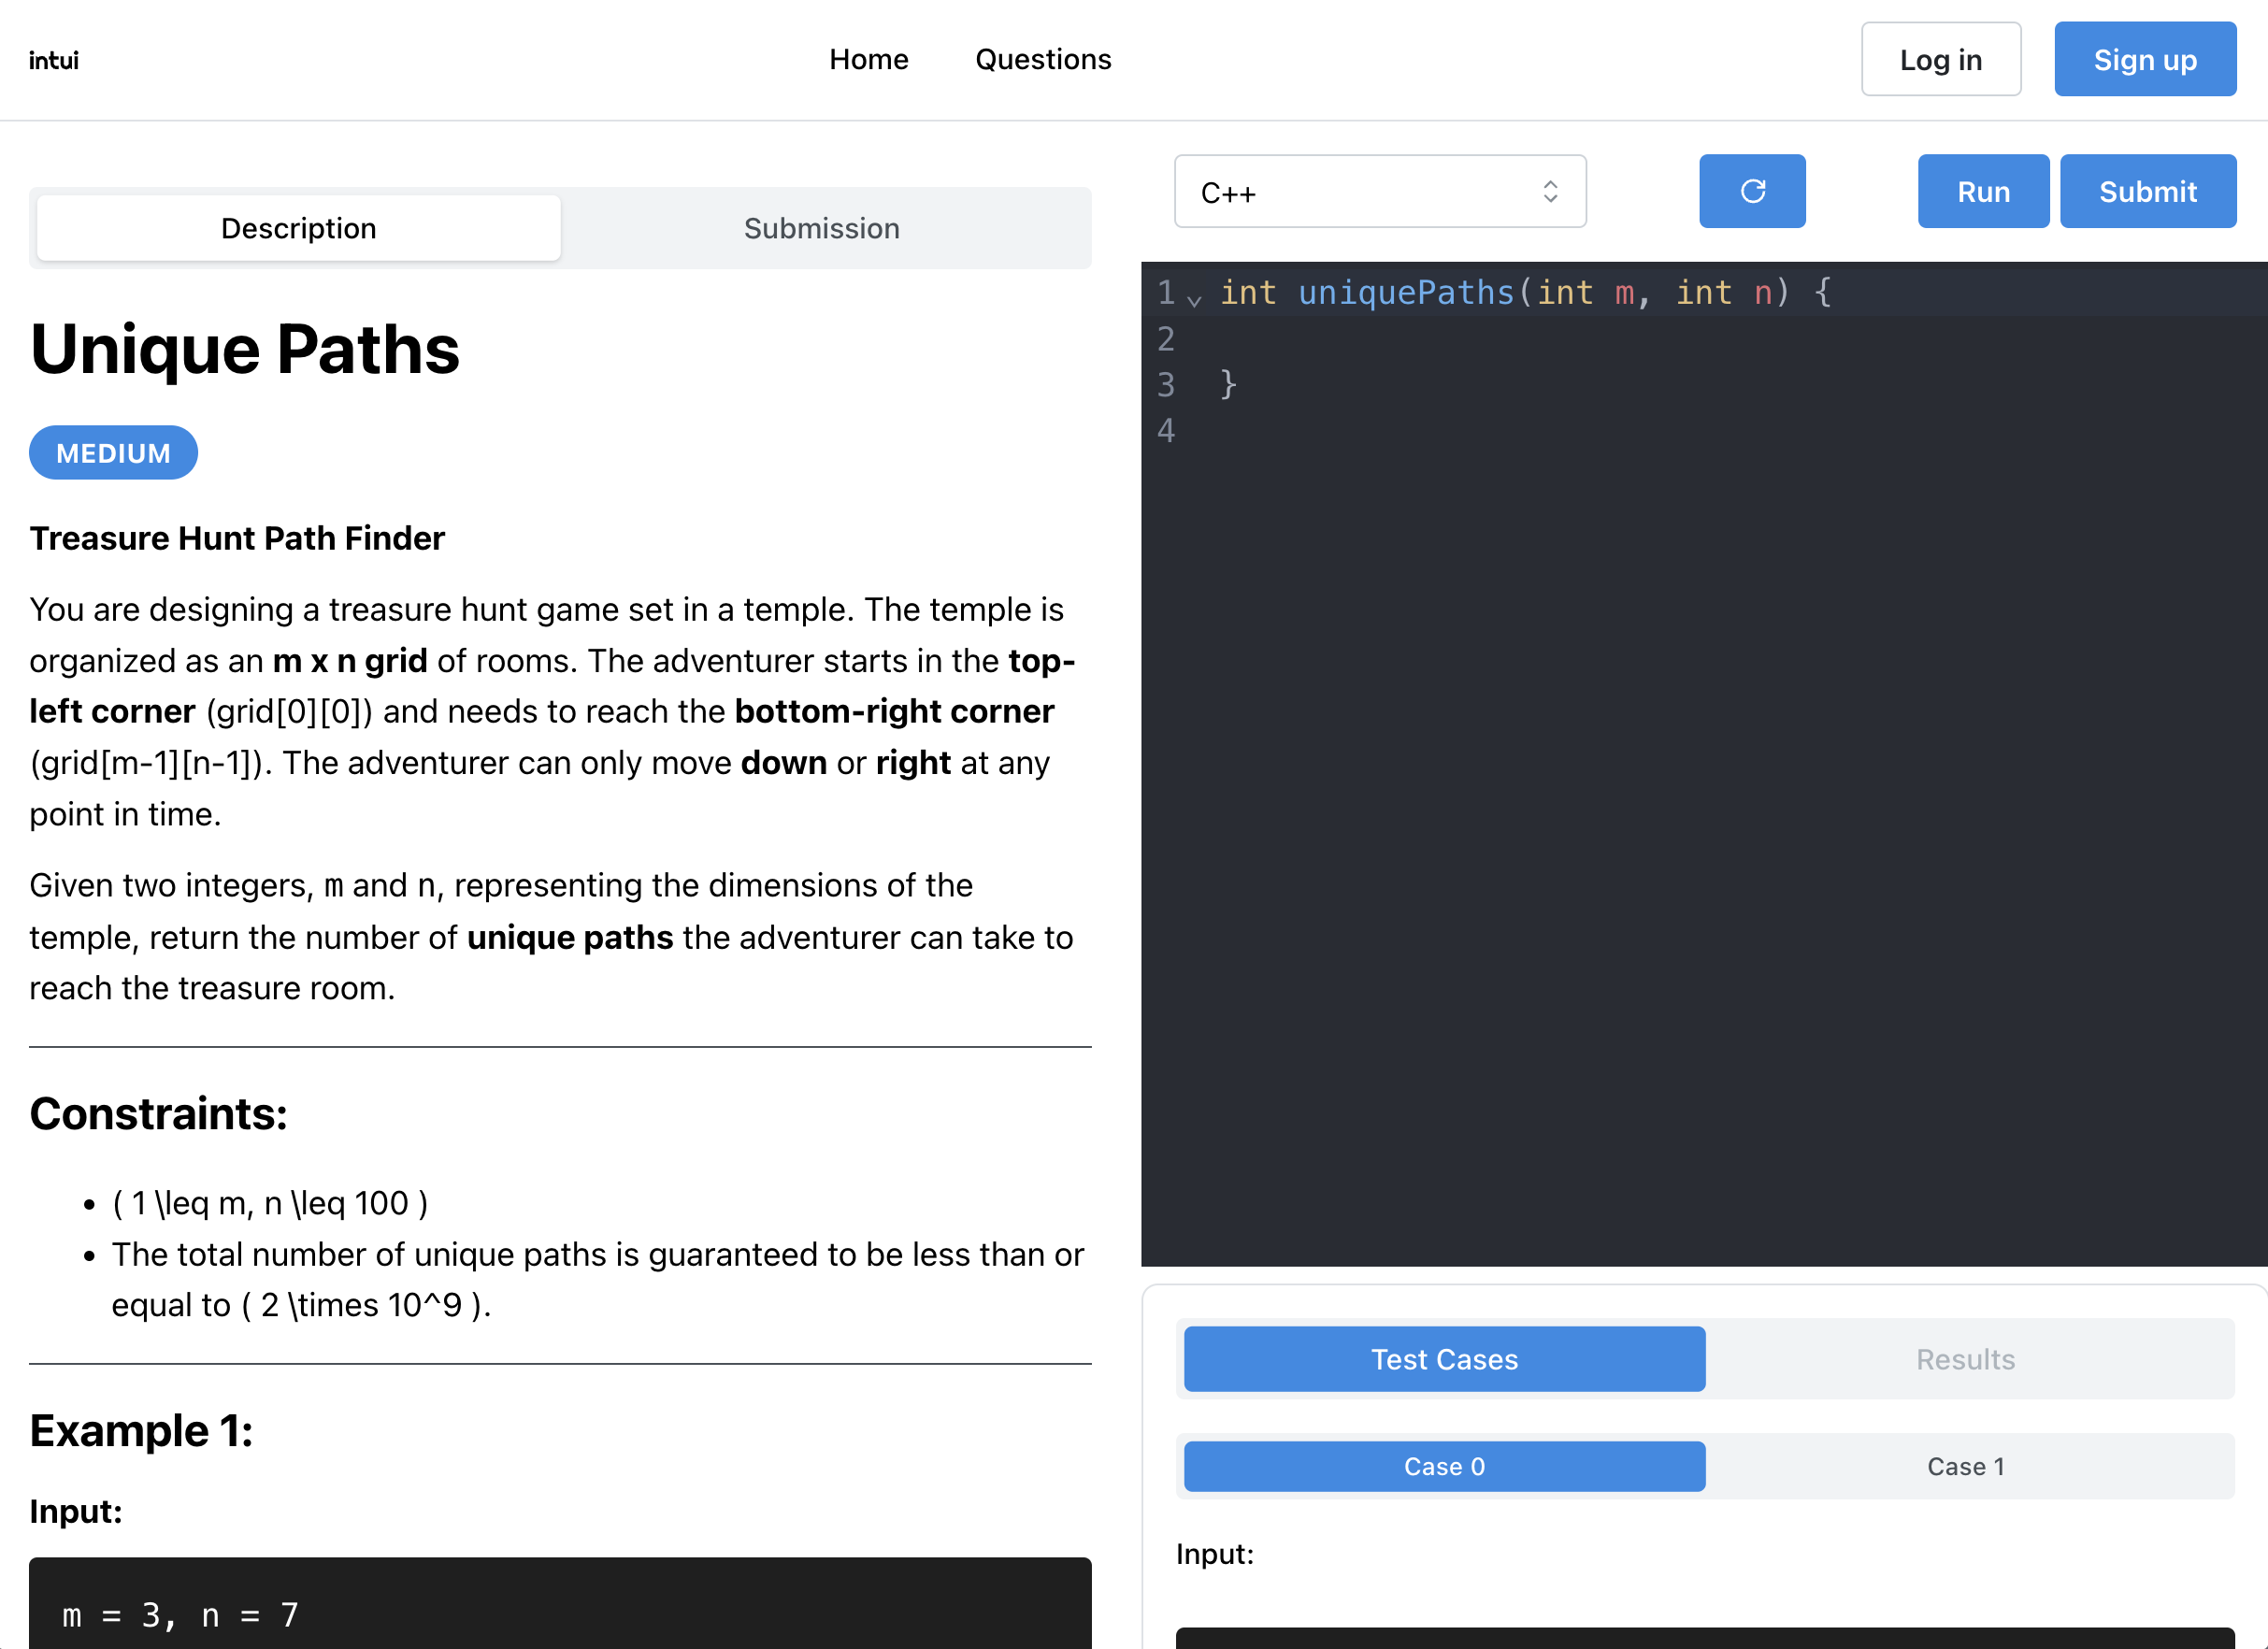 intui
Home
Questions
Log in
Sign up
Description
Submission
Unique Paths
MEDIUM
Treasure Hunt Path Finder
You are designing a treasure hunt game set in a temple. The temple is
organized as an m x n grid of rooms. The adventurer starts in the top-
left corner (grid[0][0]) and needs to reach the bottom-right corner
(grid[m-1][n-1]). The adventurer can only move down or right at any
point in time.
Given two integers, m and n, representing the dimensions of the
temple, return the number of unique paths the adventurer can take to
reach the treasure room.
Constraints:
• ( 1 \leq m, n \leq 100 )
• The total number of unique paths is guaranteed to be less than or
equal to ( 2 \times 10^9 ).
Example 1:
Input:
m = 3, n = 7
C++
Run
Submit
1 int uniquePaths(int m, int n) {
2
3 }
4
Test Cases
Results
Case 0
Case 1
Input: